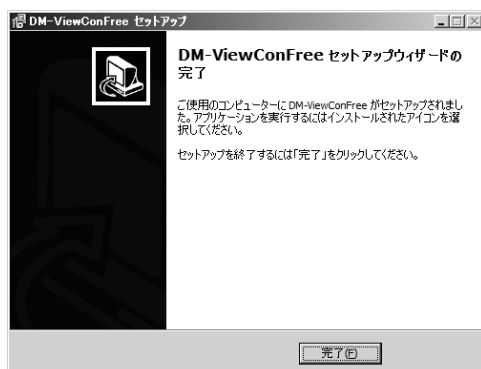 DM-ViewConFree セットアップ
DM-ViewConFree セットアップウィザードの
完了
ご使用のコンピューターに DM-ViewConFree がセットアップされまし
た。アプリケーションを実行するにはインストールされたアイコンを選
択してください。
セットアップを終了するには「完了」をクリックしてください。
完了(F)